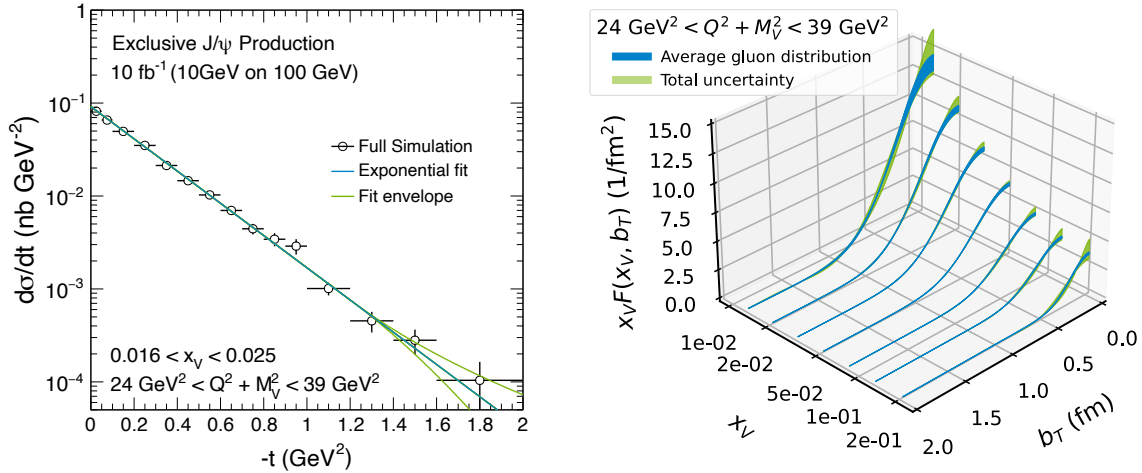 Exclusive J/ψ Production
10 fb⁻¹ (10GeV on 100 GeV)
Full Simulation
Exponential fit
Fit envelope
0.016 < x_V < 0.025
24 GeV² < Q² + M_V² < 39 GeV²
dσ/dt (nb GeV⁻²)
1
10⁻¹
10⁻²
10⁻³
10⁻⁴
0 0.2 0.4 0.6 0.8 1 1.2 1.4 1.6 1.8 2
-t (GeV²)
24 GeV² < Q² + M_V² < 39 GeV²
Average gluon distribution
Total uncertainty
x_V F(x_V, b_T) (1/fm²)
15.0
12.5
10.0
7.5
5.0
2.5
0.0
1e-02
2e-02
5e-02
1e-01
2e-01
x_V
0.0
0.5
1.0
1.5
2.0
b_T (fm)